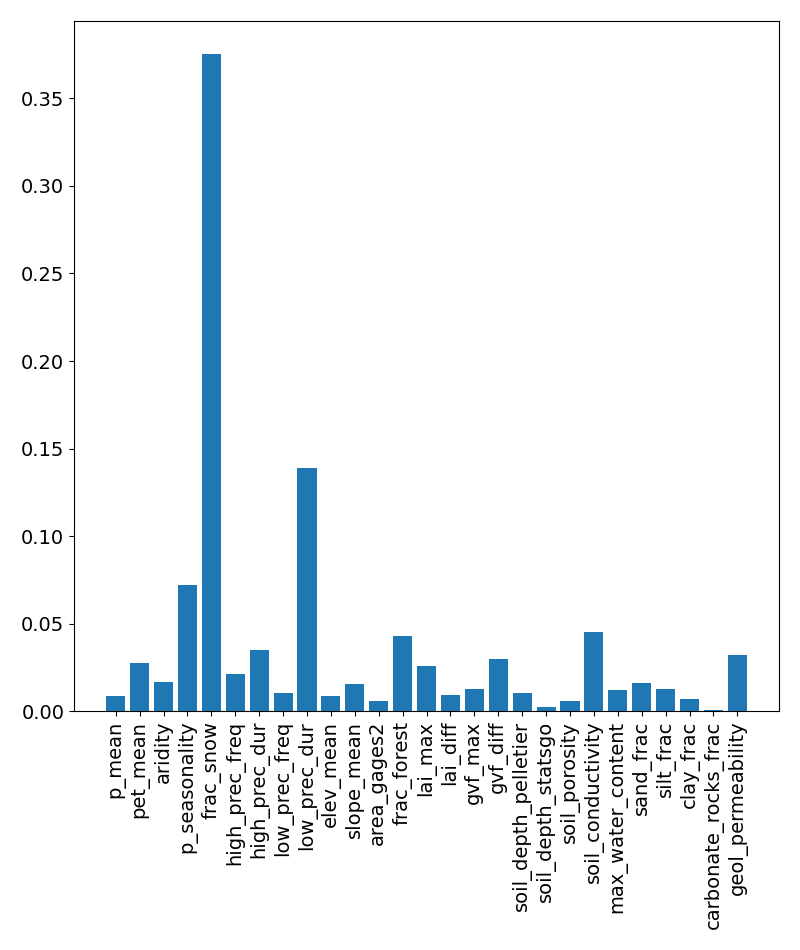 0.35
0.30
0.25
0.20
0.15
0.10
0.05
0.00
p_mean
pet_mean
aridity
p_seasonality
frac_snow
high_prec_freq
high_prec_dur
low_prec_freq
low_prec_dur
elev_mean
slope_mean
area_gages2
frac_forest
lai_max
lai_diff
gvf_max
gvf_diff
soil_depth_pelletier
soil_depth_statsgo
soil_porosity
soil_conductivity
max_water_content
sand_frac
silt_frac
clay_frac
carbonate_rocks_frac
geol_permeability